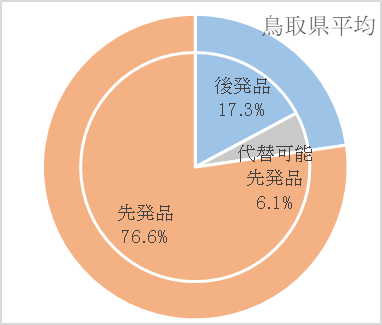 鳥取県平均
後発品
17.3%
代替可能
先発品
6.1%
先発品
76.6%